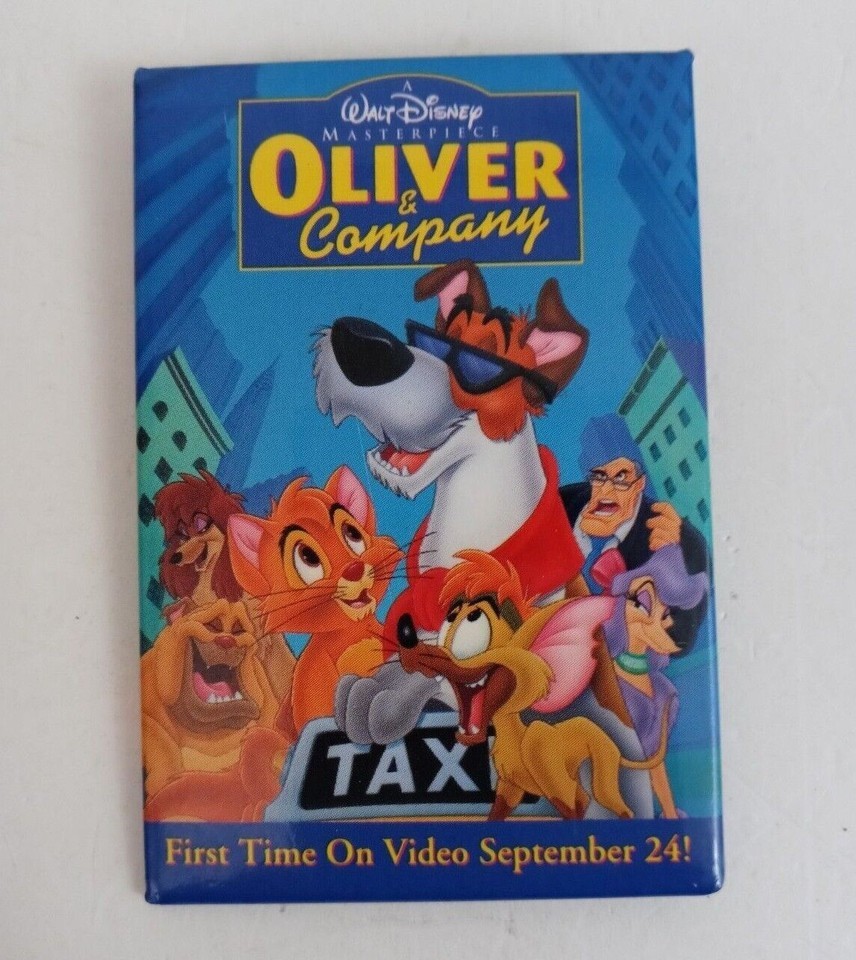 A
Walt Disney
MASTERPIECE
OLIVER
&
Company
TAX
First Time On Video September 24!